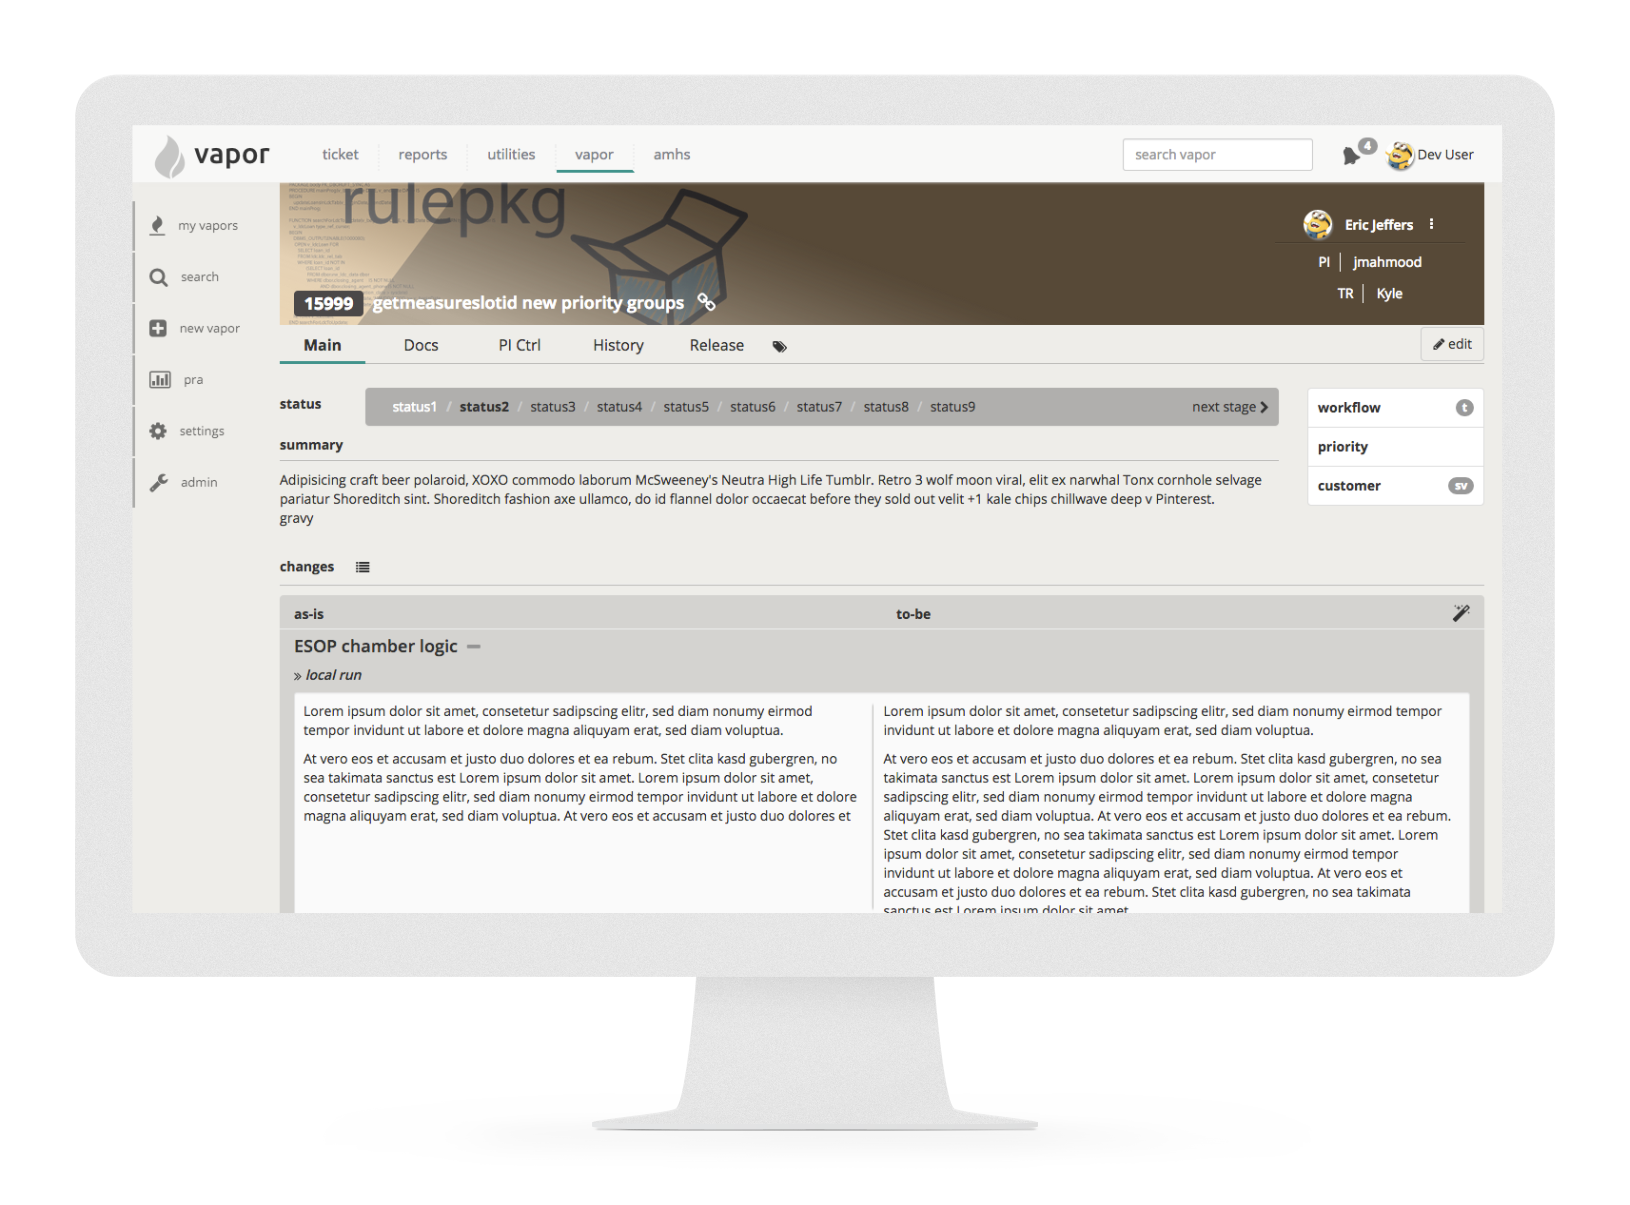 vapor
ticket
reports
utilities
vapor
amhs
search vapor
4
Dev User
my vapors
search
new vapor
pra
settings
admin
rulepkg
15999 getmeasureslotid new priority groups
Eric Jeffers
PI | jmahmood
TR | Kyle
Main
Docs
PI Ctrl
History
Release
edit
status
status1 / status2 / status3 / status4 / status5 / status6 / status7 / status8 / status9
next stage
workflow t
priority
customer sv
summary
Adipisicing craft beer polaroid, XOXO commodo laborum McSweeney's Neutra High Life Tumblr. Retro 3 wolf moon viral, elit ex narwhal Tonx cornhole selvage
pariatur Shoreditch sint. Shoreditch fashion axe ullamco, do id flannel dolor occaecat before they sold out velit +1 kale chips chillwave deep v Pinterest.
gravy
changes
as-is
to-be
ESOP chamber logic
» local run
Lorem ipsum dolor sit amet, consetetur sadipscing elitr, sed diam nonumy eirmod
tempor invidunt ut labore et dolore magna aliquyam erat, sed diam voluptua.
At vero eos et accusam et justo duo dolores et ea rebum. Stet clita kasd gubergren, no
sea takimata sanctus est Lorem ipsum dolor sit amet. Lorem ipsum dolor sit amet,
consetetur sadipscing elitr, sed diam nonumy eirmod tempor invidunt ut labore et dolore
magna aliquyam erat, sed diam voluptua. At vero eos et accusam et justo duo dolores et
Lorem ipsum dolor sit amet, consetetur sadipscing elitr, sed diam nonumy eirmod tempor
invidunt ut labore et dolore magna aliquyam erat, sed diam voluptua.
At vero eos et accusam et justo duo dolores et ea rebum. Stet clita kasd gubergren, no sea
takimata sanctus est Lorem ipsum dolor sit amet. Lorem ipsum dolor sit amet, consetetur
sadipscing elitr, sed diam nonumy eirmod tempor invidunt ut labore et dolore magna
aliquyam erat, sed diam voluptua. At vero eos et accusam et justo duo dolores et ea rebum.
Stet clita kasd gubergren, no sea takimata sanctus est Lorem ipsum dolor sit amet. Lorem
ipsum dolor sit amet, consetetur sadipscing elitr, sed diam nonumy eirmod tempor
invidunt ut labore et dolore magna aliquyam erat, sed diam voluptua. At vero eos et
accusam et justo duo dolores et ea rebum. Stet clita kasd gubergren, no sea takimata
sanctus est Lorem ipsum dolor sit amet.